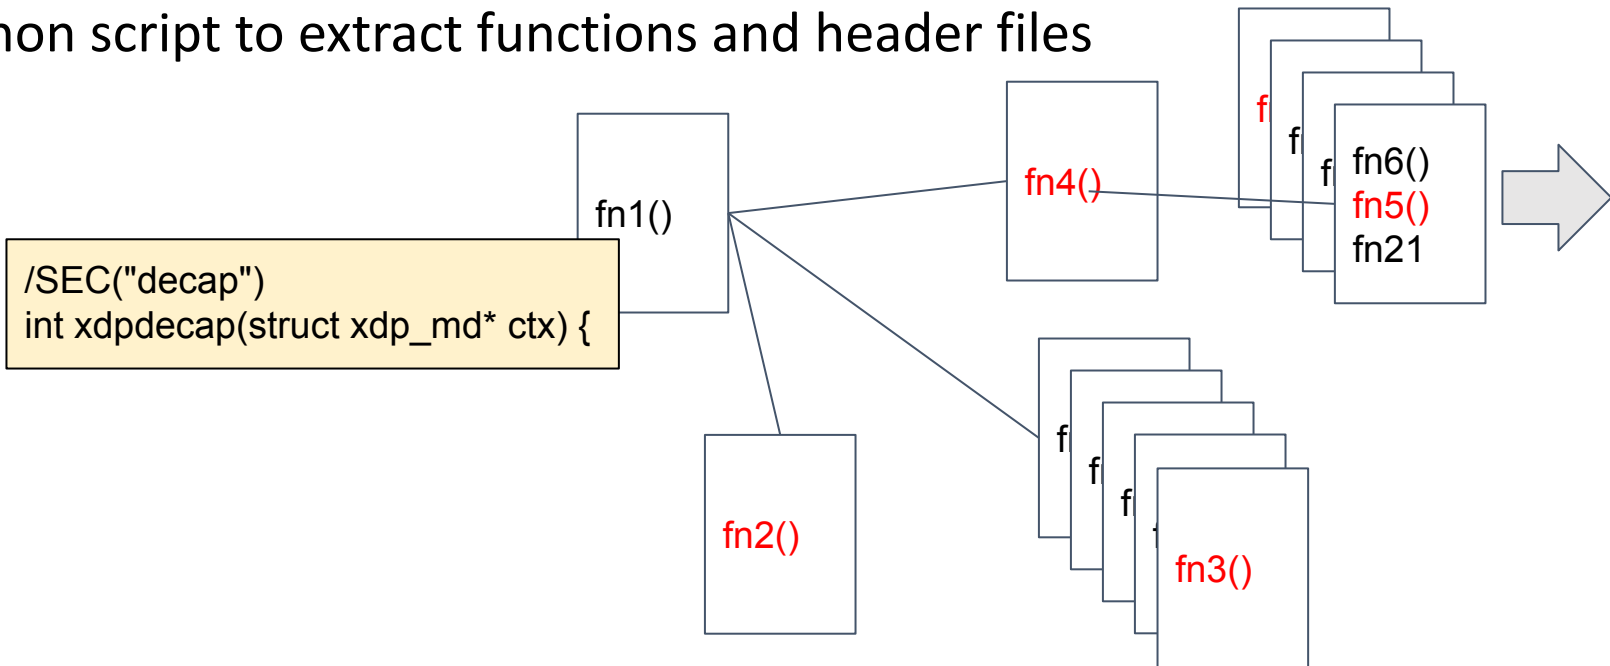 script to extract functions and header files
fn1()
/SEC("decap")
int xdpdecap(struct xdp_md* ctx) {
fn4()
fn6()
fn5()
fn21
fn2()
fn3()